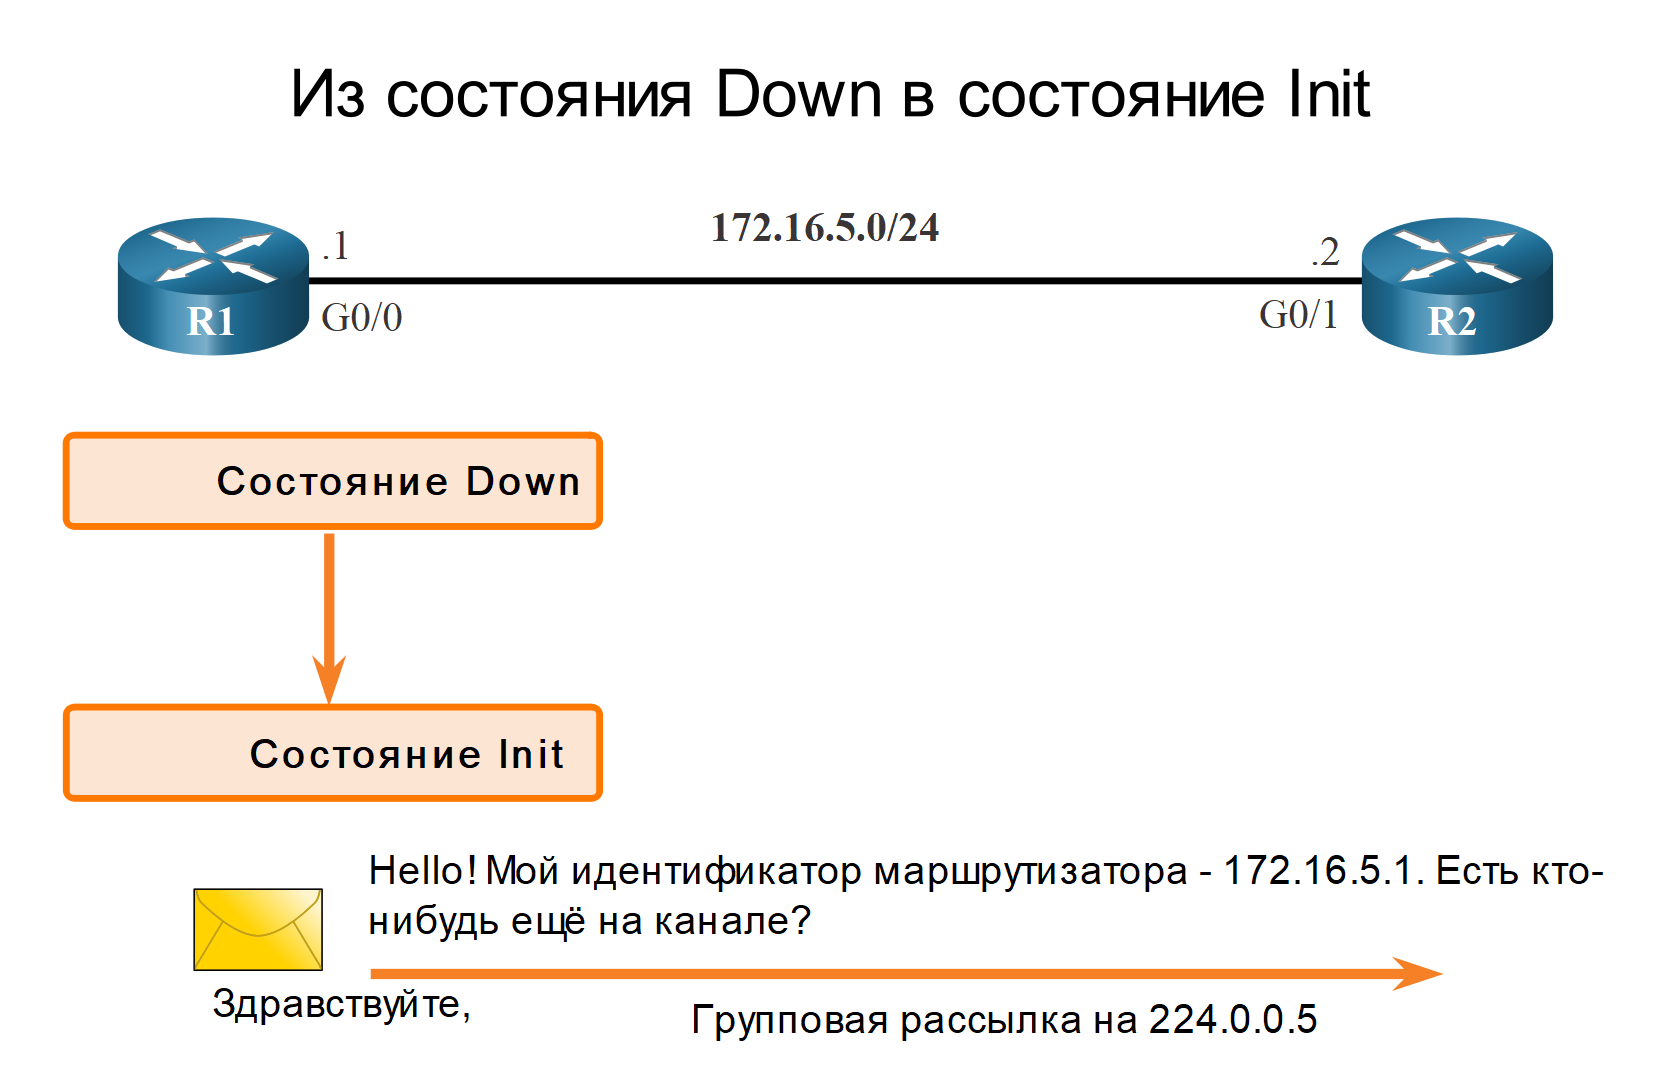 Из состояния Down в состояние Init
172.16.5.0/24
.1
.2
G0/0
G0/1
R1
R2
Состояние Down
Состояние Init
Hello! Мой идентификатор маршрутизатора - 172.16.5.1. Есть кто-
нибудь ещё на канале?
Здравствуйте,
Групповая рассылка на 224.0.0.5